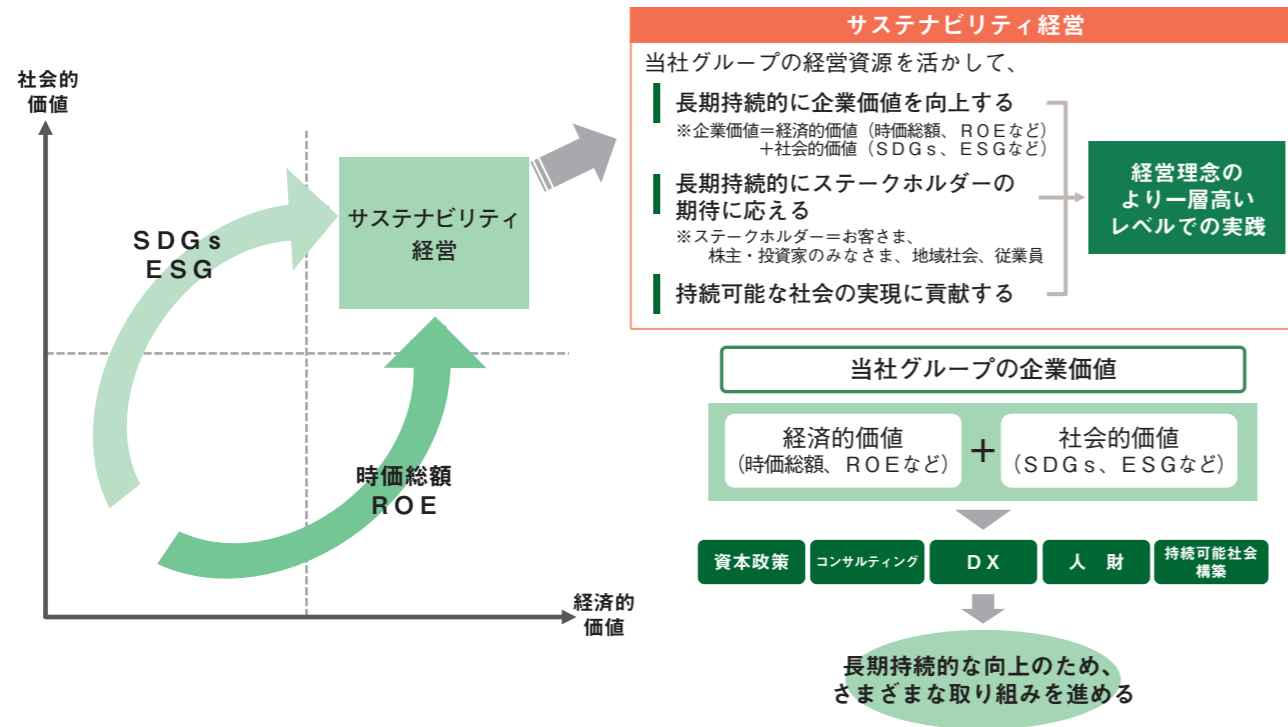 社会的
価値
SDGs
ESG
サステナビリティ
経営
時価総額
ROE
経済的
価値
サステナビリティ経営
当社グループの経営資源を活かして、
長期持続的に企業価値を向上する
※企業価値＝経済的価値（時価総額、ROEなど）
＋社会的価値（SDGs、ESGなど）
長期持続的にステークホルダーの
期待に応える
※ステークホルダー＝お客さま、
株主・投資家のみなさま、地域社会、従業員
持続可能な社会の実現に貢献する
経営理念の
より一層高い
レベルでの実践
当社グループの企業価値
経済的価値
（時価総額、ROEなど）
＋
社会的価値
（SDGs、ESGなど）
資本政策
コンサルティング
DX
人　財
持続可能社会
構築
長期持続的な向上のため、
さまざまな取り組みを進める